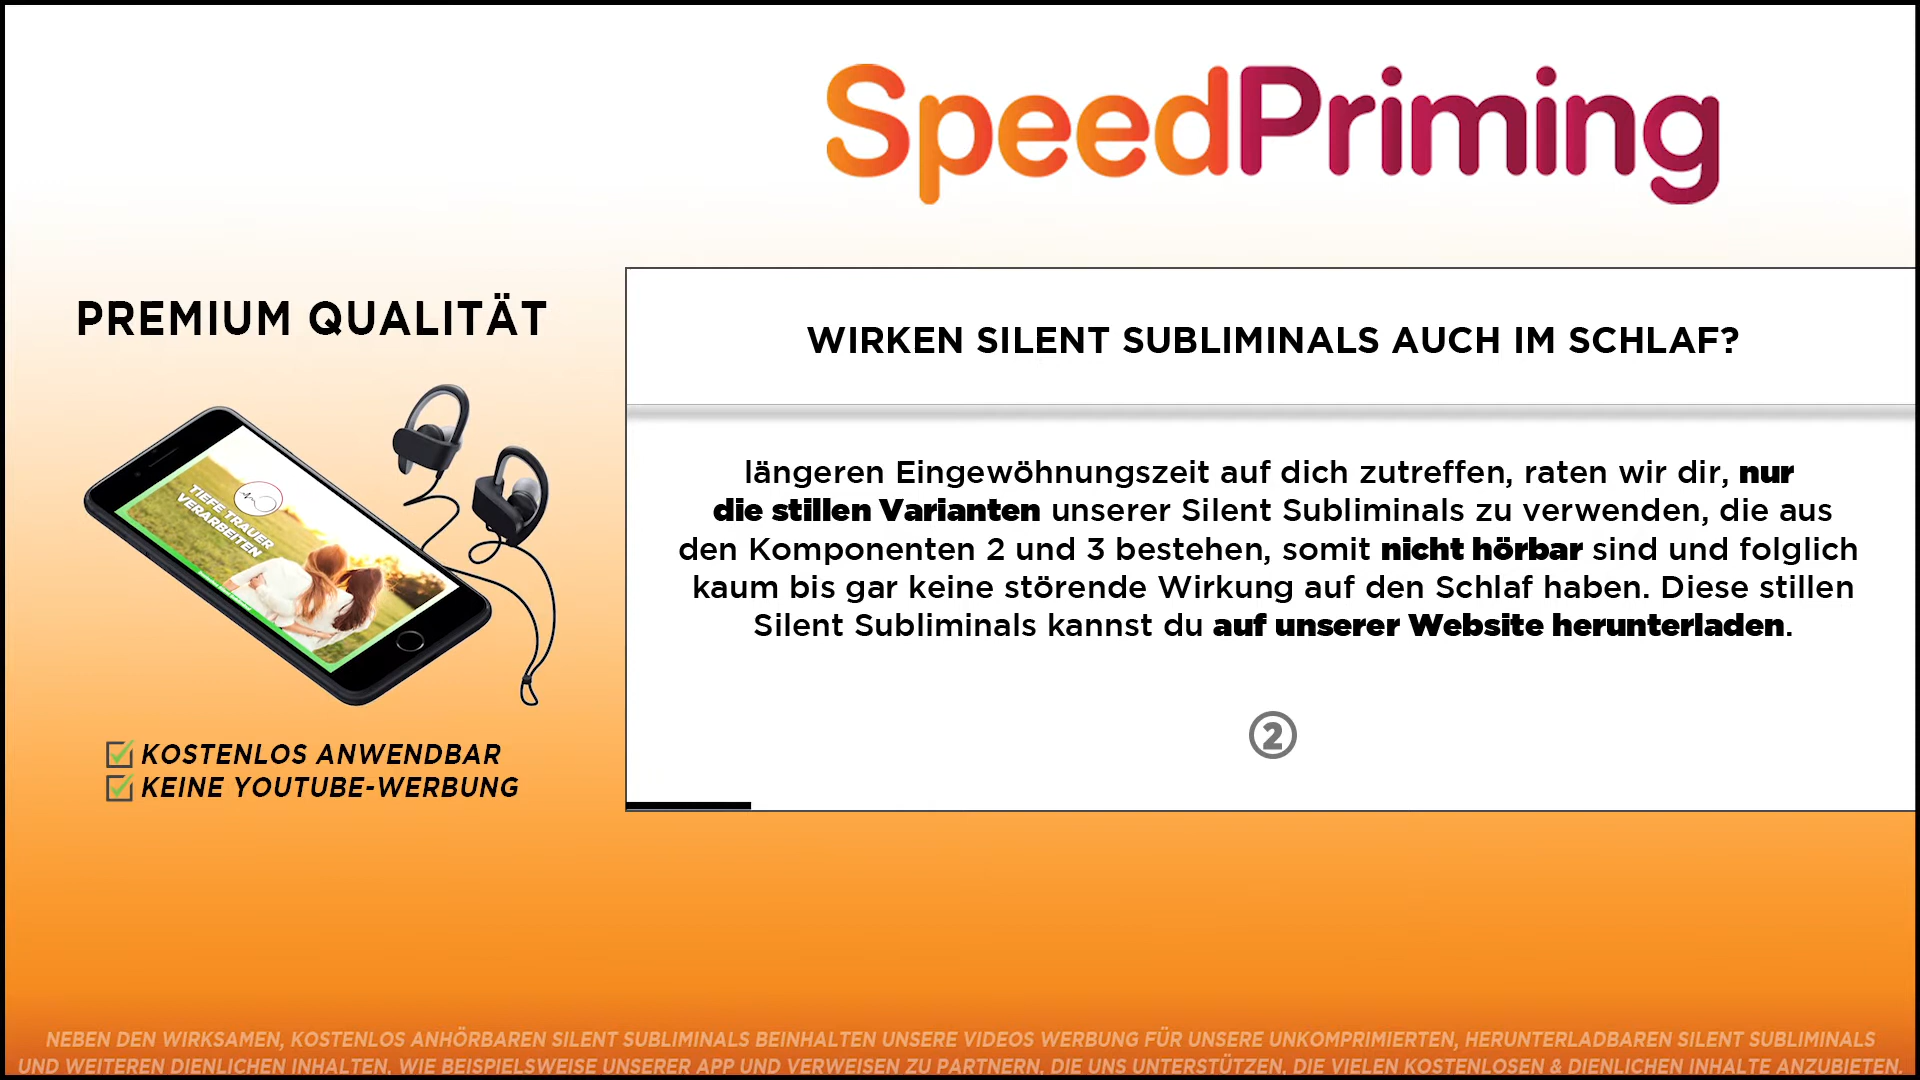 SpeedPriming
PREMIUM QUALITÄT
TIEFE TRAUER
VERARBEITEN
KOSTENLOS ANWENDBAR
KEINE YOUTUBE-WERBUNG
WIRKEN SILENT SUBLIMINALS AUCH IM SCHLAF?
längeren Eingewöhnungszeit auf dich zutreffen, raten wir dir, nur
die stillen Varianten unserer Silent Subliminals zu verwenden, die aus
den Komponenten 2 und 3 bestehen, somit nicht hörbar sind und folglich
kaum bis gar keine störende Wirkung auf den Schlaf haben. Diese stillen
Silent Subliminals kannst du auf unserer Website herunterladen.
2
NEBEN DEN WIRKSAMEN, KOSTENLOS ANHÖRBAREN SILENT SUBLIMINALS BEINHALTEN UNSERE VIDEOS WERBUNG FÜR UNSERE UNKOMPRIMIERTEN, HERUNTERLADBAREN SILENT SUBLIMINALS
UND WEITEREN DIENLICHEN INHALTEN, WIE BEISPIELSWEISE UNSERER APP UND VERWEISEN ZU PARTNERN, DIE UNS UNTERSTÜTZEN, DIE VIELEN KOSTENLOSEN & DIENLICHEN INHALTE ANZUBIETEN.